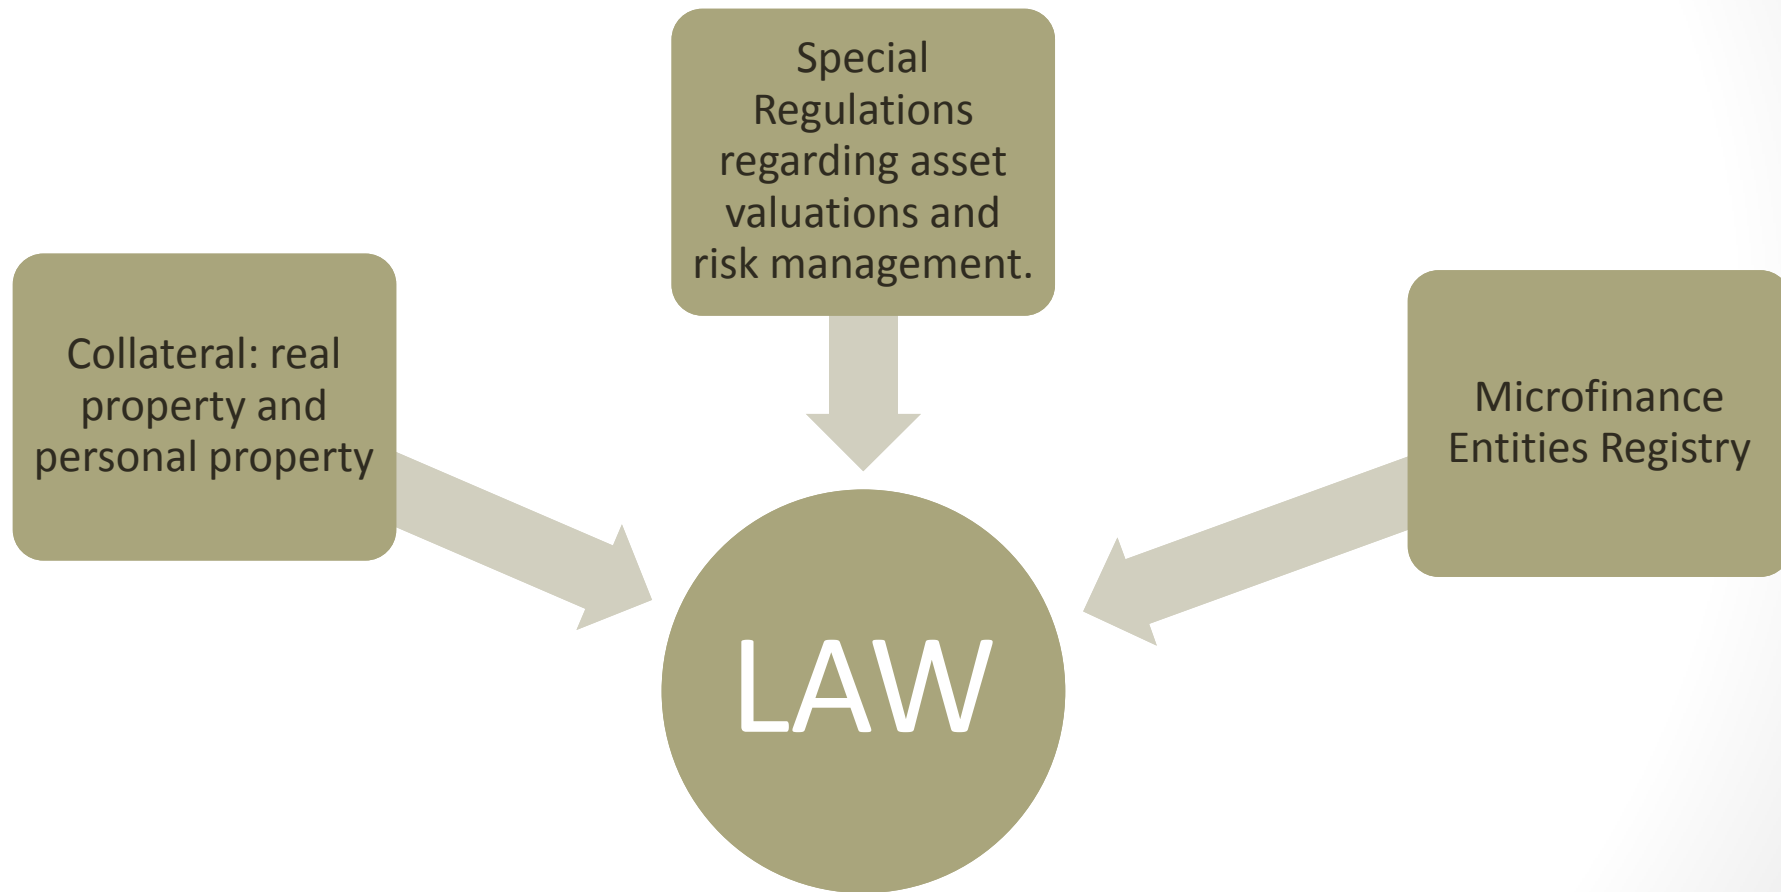 Special
Regulations
regarding asset
valuations and
risk management.
Collateral: real
property and
personal property
Microfinance
Entities Registry
LAW